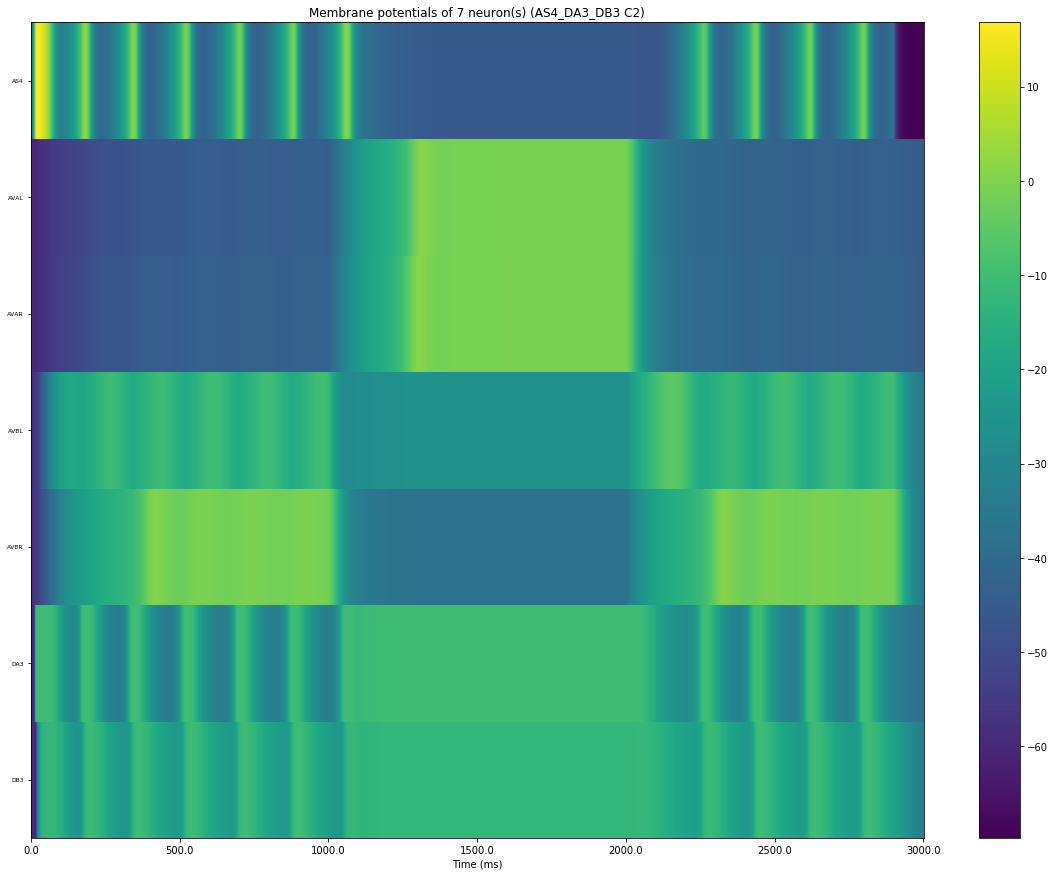 Membrane potentials of 7 neuron(s) (AS4_DA3_DB3 C2)
AS4
AVAL
AVAR
AVBL
AVBR
DA3
DB3
0.0 500.0 1000.0 1500.0 2000.0 2500.0 3000.0
Time (ms)
10
0
−10
−20
−30
−40
−50
−60